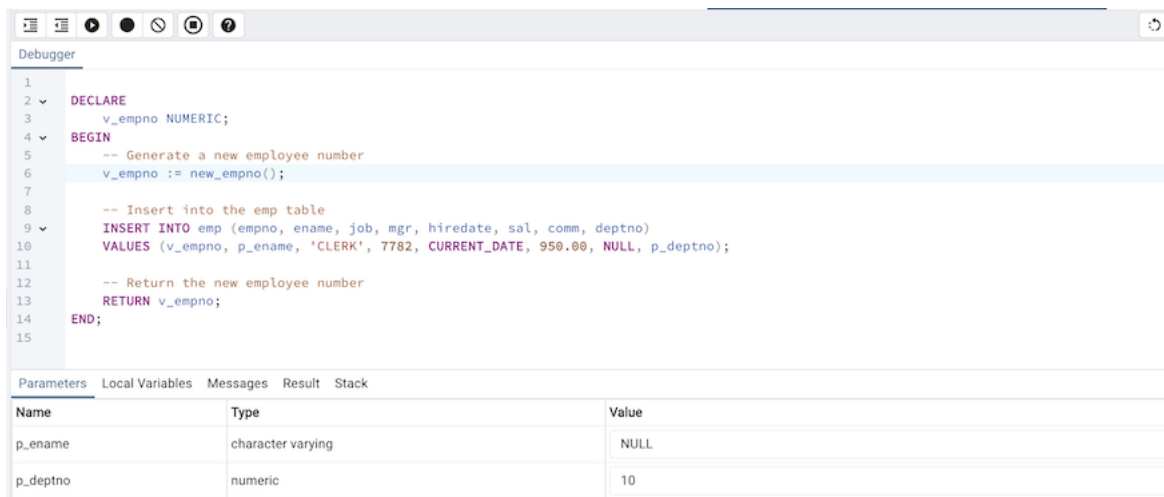 Debugger
1
2 DECLARE
3 v_empno NUMERIC;
4 BEGIN
5 -- Generate a new employee number
6 v_empno := new_empno();
7
8 -- Insert into the emp table
9 INSERT INTO emp (empno, ename, job, mgr, hiredate, sal, comm, deptno)
10 VALUES (v_empno, p_ename, 'CLERK', 7782, CURRENT_DATE, 950.00, NULL, p_deptno);
11
12 -- Return the new employee number
13 RETURN v_empno;
14 END;
15
Parameters Local Variables Messages Result Stack
Name Type Value
p_ename character varying NULL
p_deptno numeric 10